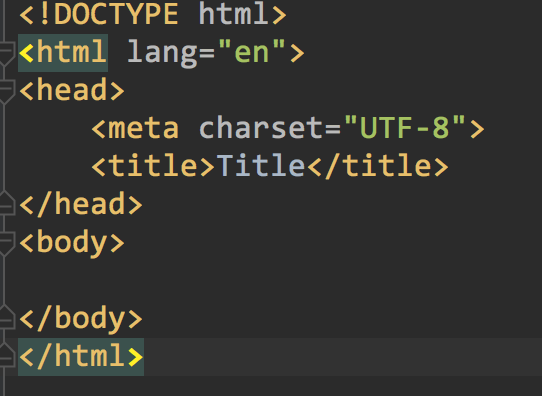 <!DOCTYPE html>
<html lang="en">
<head>
    <meta charset="UTF-8">
    <title>Title</title>
</head>
<body>

</body>
</html>